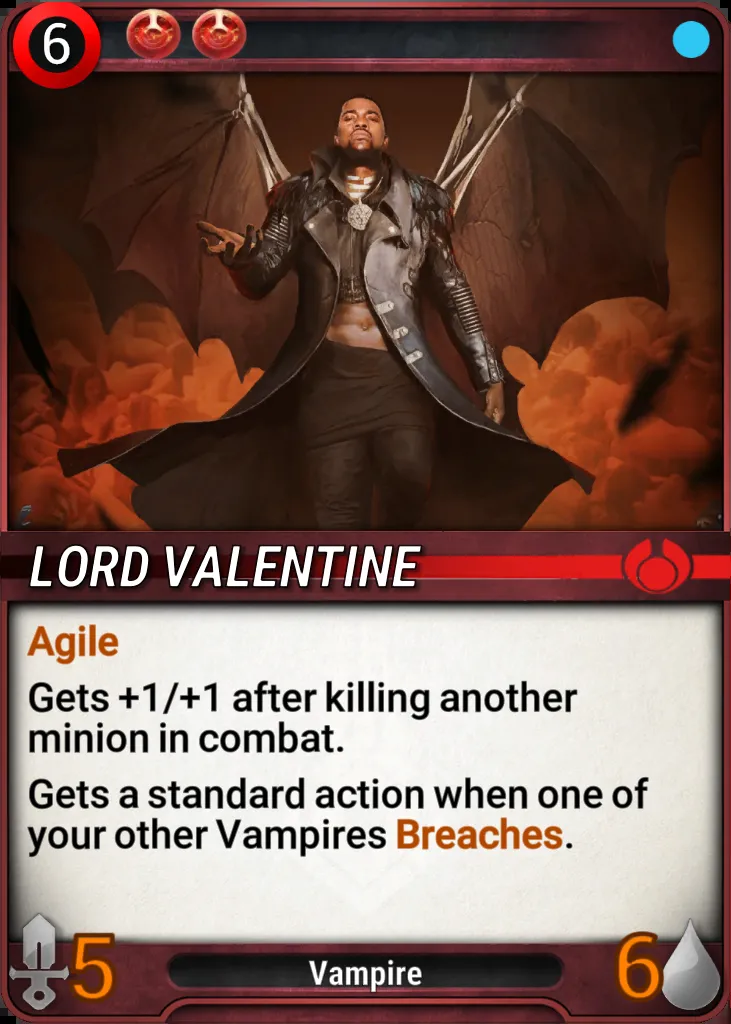 6
LORD VALENTINE
Agile
Gets +1/+1 after killing another
minion in combat.
Gets a standard action when one of
your other Vampires Breaches.
5
Vampire
6